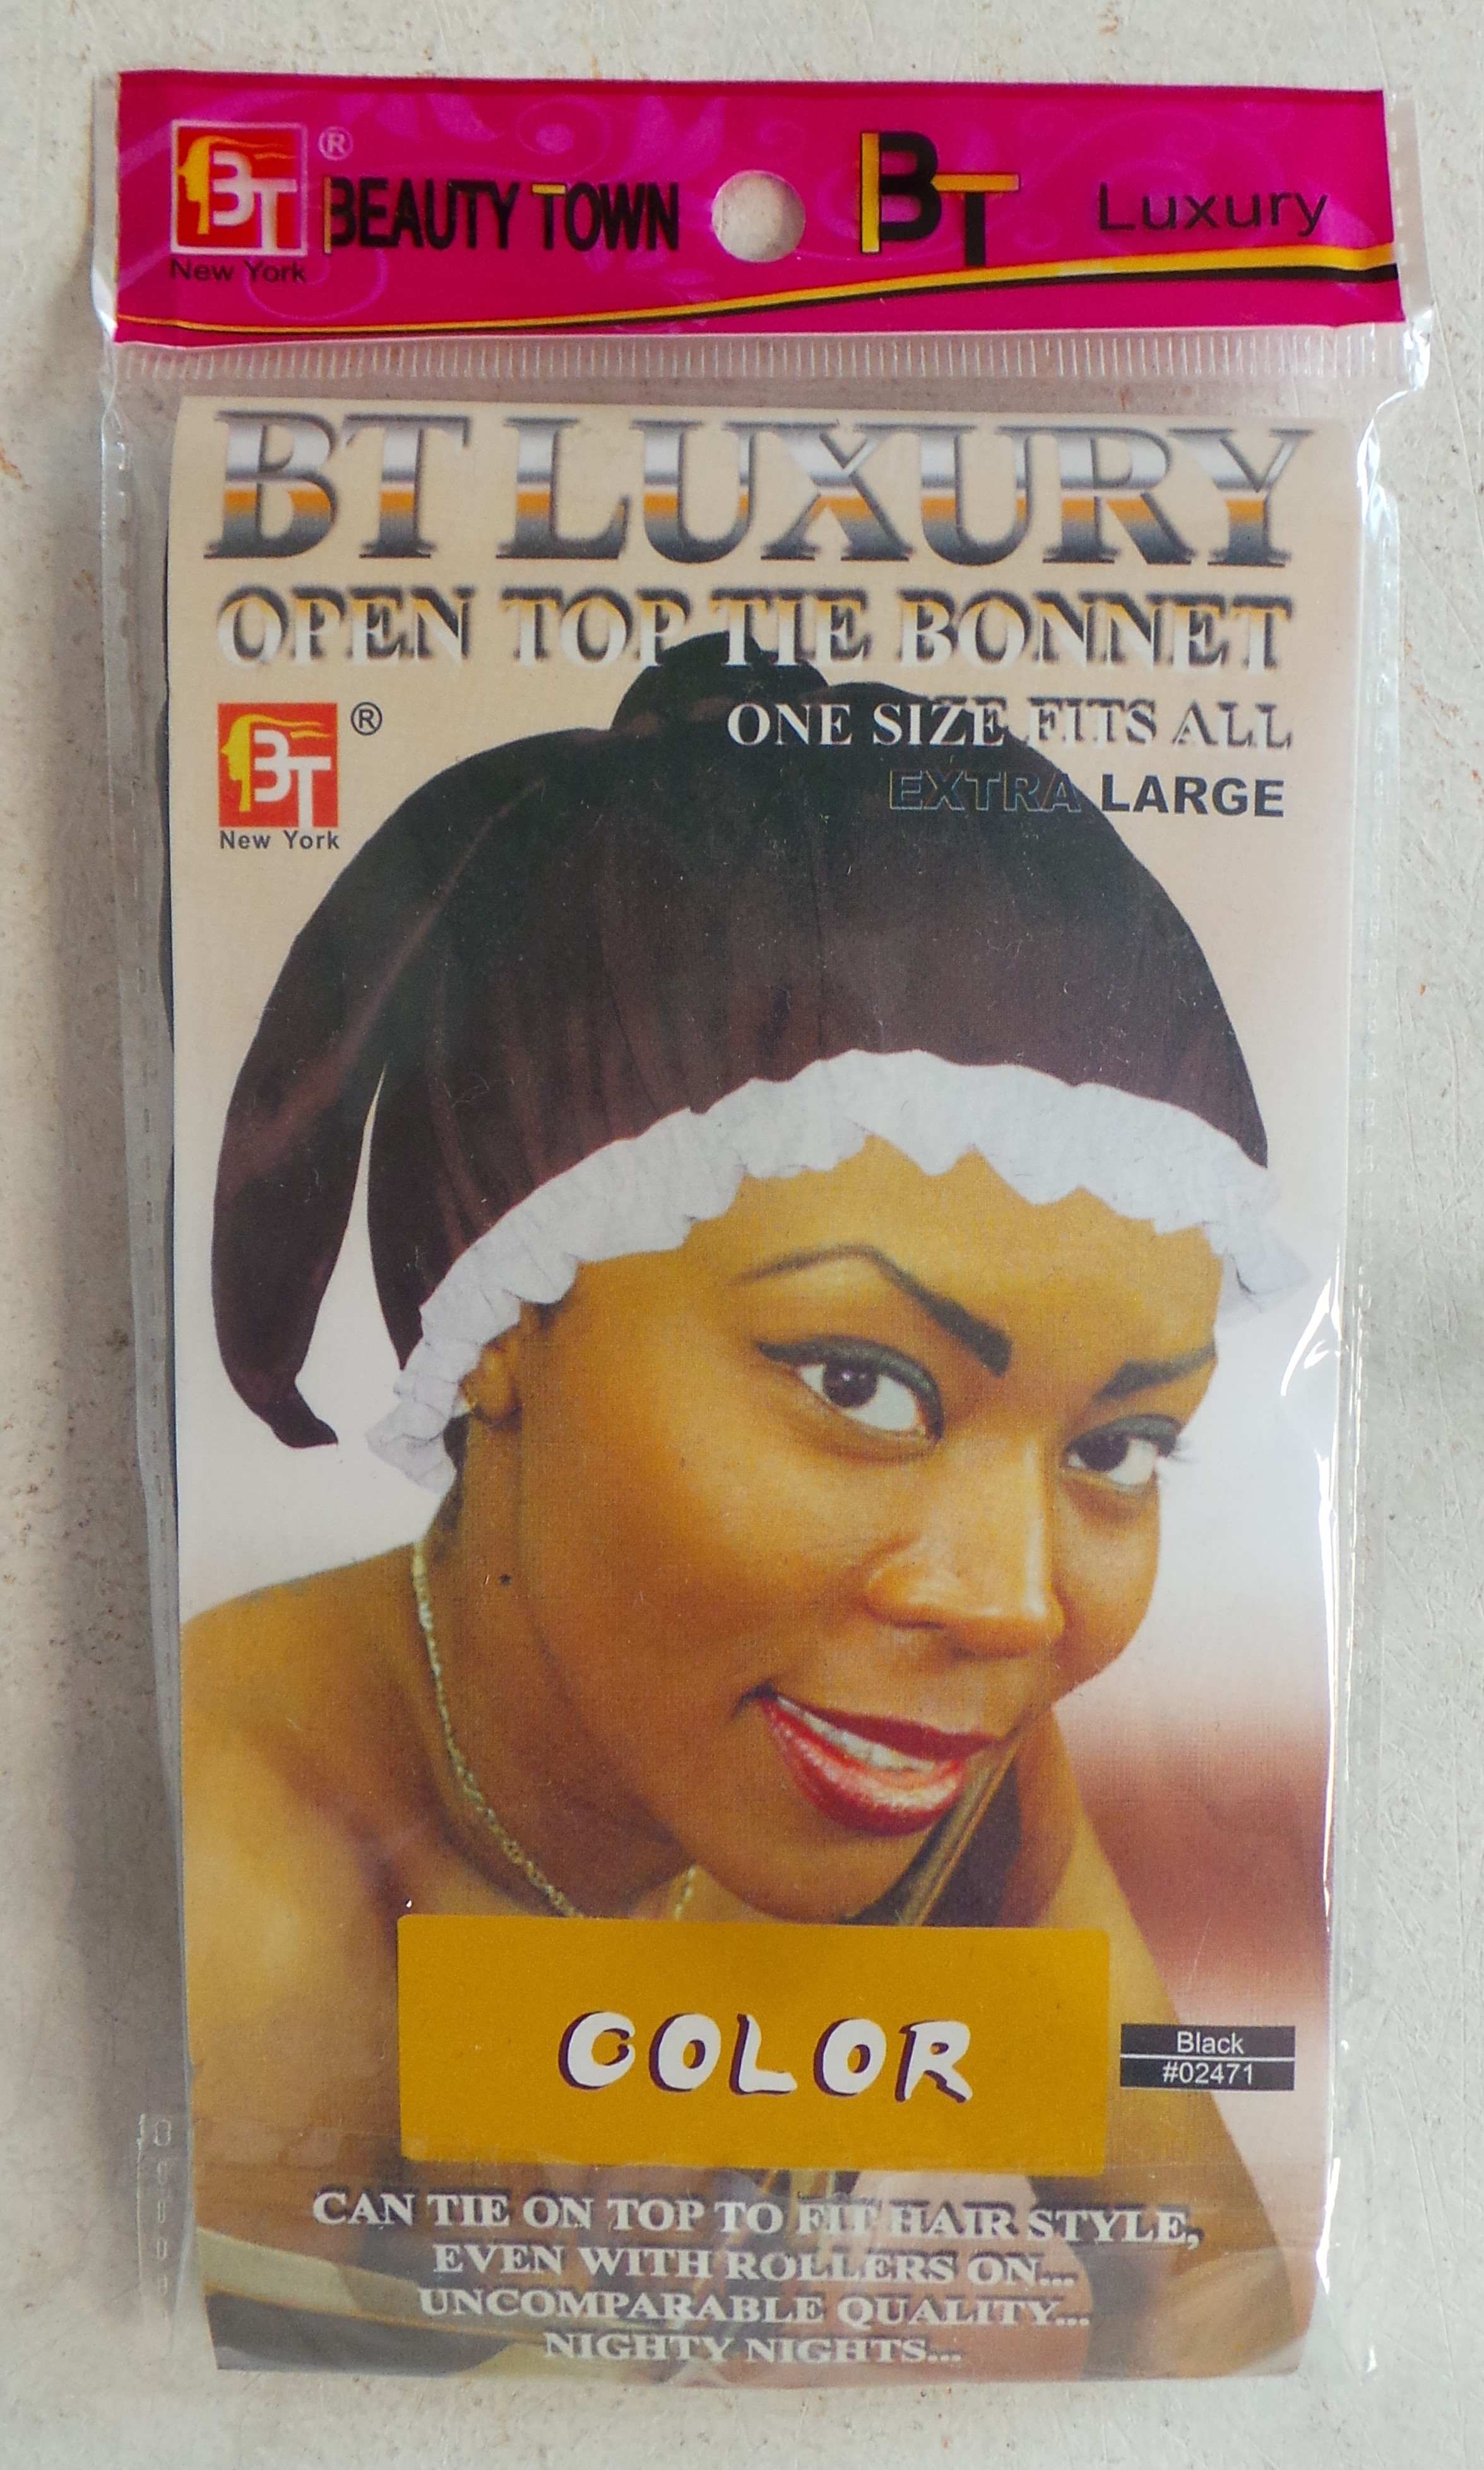 BT ®
New York
BEAUTY TOWN
BT Luxury
BT LUXURY
OPEN TOP TIE BONNET
ONE SIZE FITS ALL
EXTRA LARGE
BT ®
New York
COLOR
Black
#02471
CAN TIE ON TOP TO FIT HAIR STYLE,
EVEN WITH ROLLERS ON...
UNCOMPARABLE QUALITY...
NIGHTY NIGHTS...